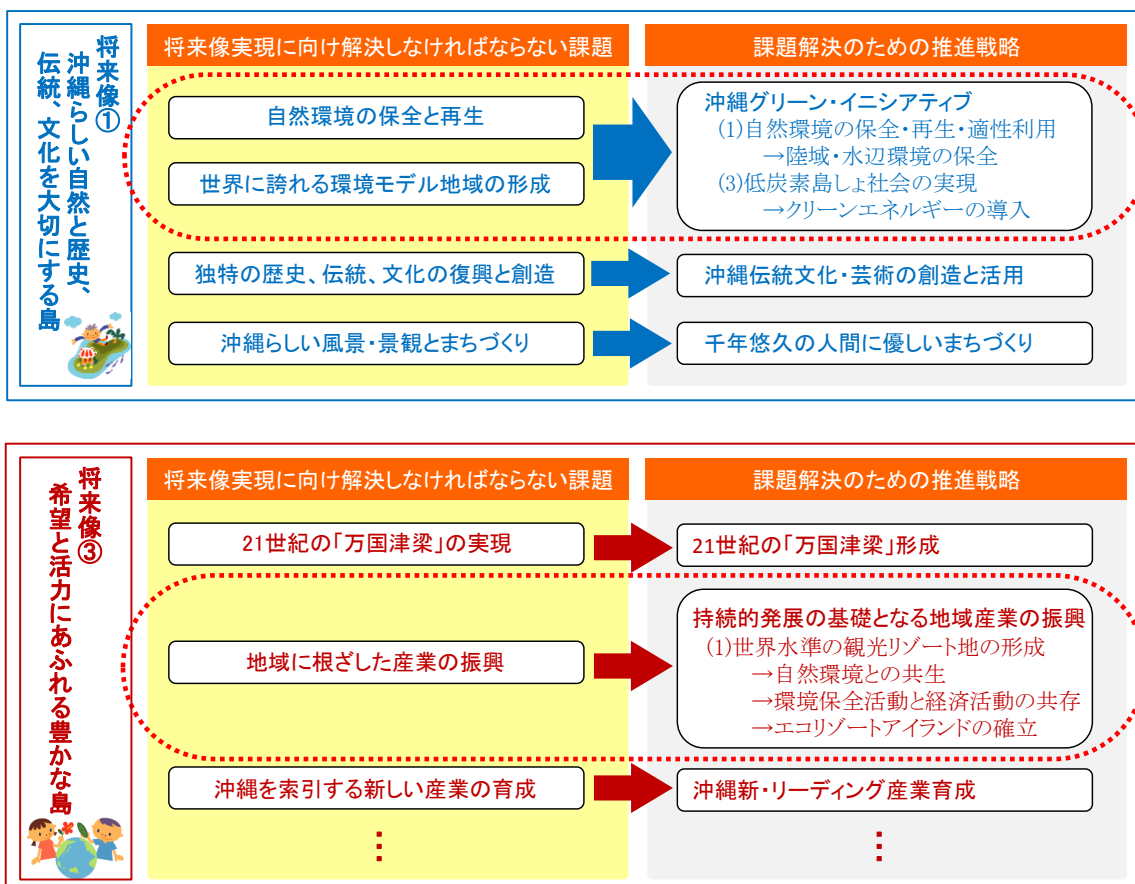 将来像①
沖縄らしい自然と歴史、
伝統、文化を大切にする島
将来像実現に向け解決しなければならない課題
課題解決のための推進戦略
自然環境の保全と再生
世界に誇れる環境モデル地域の形成
沖縄グリーン・イニシアティブ
(1)自然環境の保全・再生・適性利用
→陸域・水辺環境の保全
(3)低炭素島しょ社会の実現
→クリーンエネルギーの導入
独特の歴史、伝統、文化の復興と創造
沖縄伝統文化・芸術の創造と活用
沖縄らしい風景・景観とまちづくり
千年悠久の人間に優しいまちづくり
将来像③
希望と活力にあふれる豊かな島
将来像実現に向け解決しなければならない課題
課題解決のための推進戦略
21世紀の「万国津梁」の実現
21世紀の「万国津梁」形成
地域に根ざした産業の振興
持続的発展の基礎となる地域産業の振興
(1)世界水準の観光リゾート地の形成
→自然環境との共生
→環境保全活動と経済活動の共存
→エコリゾートアイランドの確立
沖縄を索引する新しい産業の育成
沖縄新・リーディング産業育成
⋮
⋮